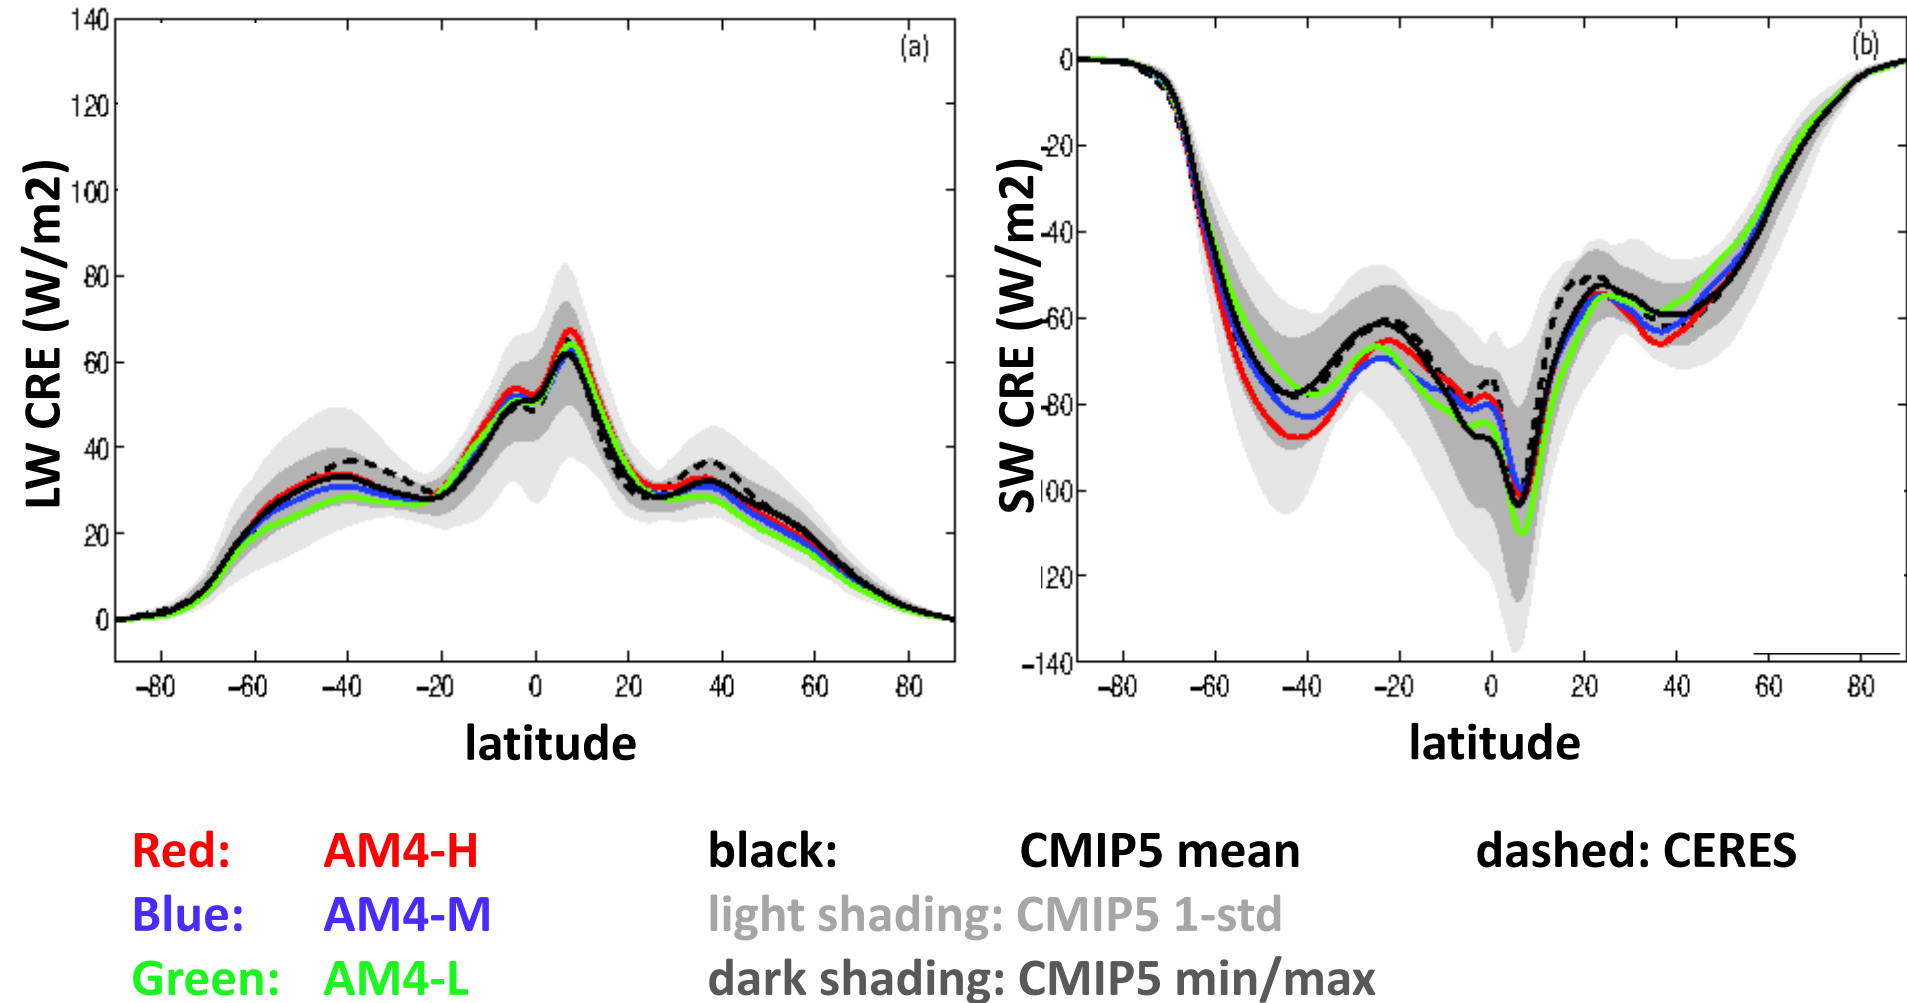 (a)
LW CRE (W/m2)
140
120
100
80
60
40
20
0
−80 −60 −40 −20 0 20 40 60 80
latitude
(b)
SW CRE (W/m2)
0
-20
-40
-60
-80
100
120
−140
−80 −60 −40 −20 0 20 40 60 80
latitude
Red: AM4-H black: CMIP5 mean dashed: CERES
Blue: AM4-M light shading: CMIP5 1-std
Green: AM4-L dark shading: CMIP5 min/max